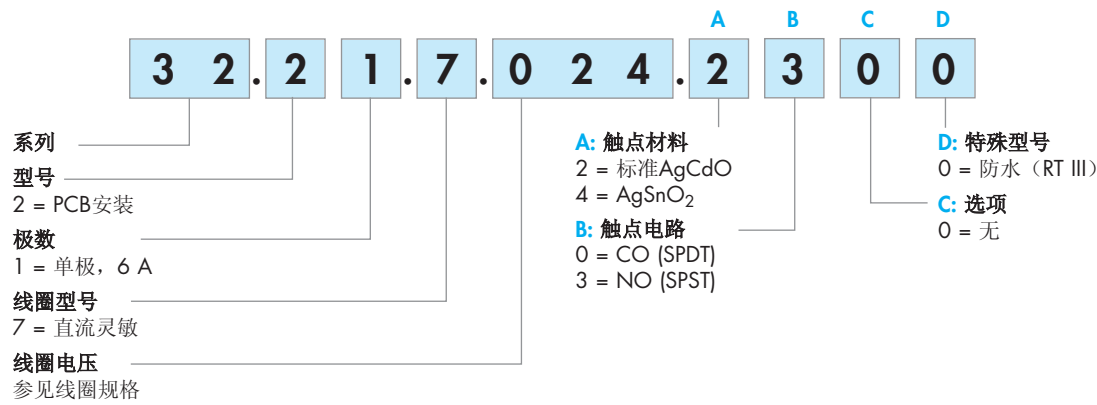 A B C D
3 2 . 2 1 . 7 . 0 2 4 . 2 3 0 0
系列
型号
2 = PCB安装
极数
1 = 单极，6 A
线圈型号
7 = 直流灵敏
线圈电压
参见线圈规格
A: 触点材料
2 = 标准AgCdO
4 = AgSnO2
B: 触点电路
0 = CO (SPDT)
3 = NO (SPST)
D: 特殊型号
0 = 防水（RT III）
C: 选项
0 = 无